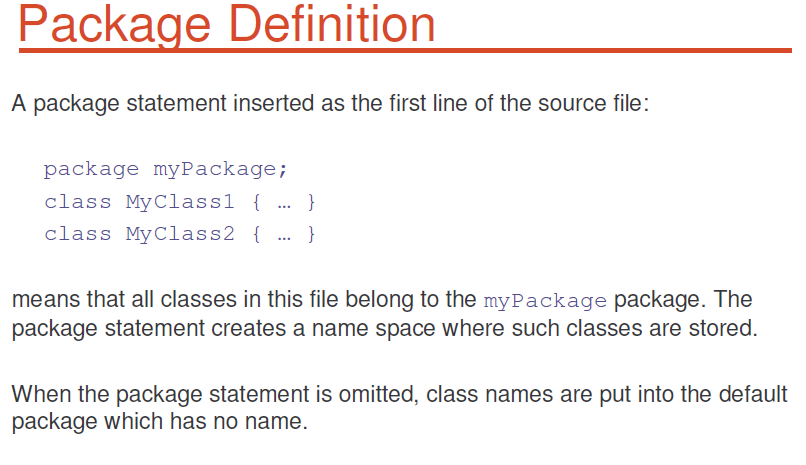 Package Definition
A package statement inserted as the first line of the source file:
package myPackage;
class MyClass1 { … }
class MyClass2 { … }
means that all classes in this file belong to the myPackage package. The
package statement creates a name space where such classes are stored.
When the package statement is omitted, class names are put into the default
package which has no name.